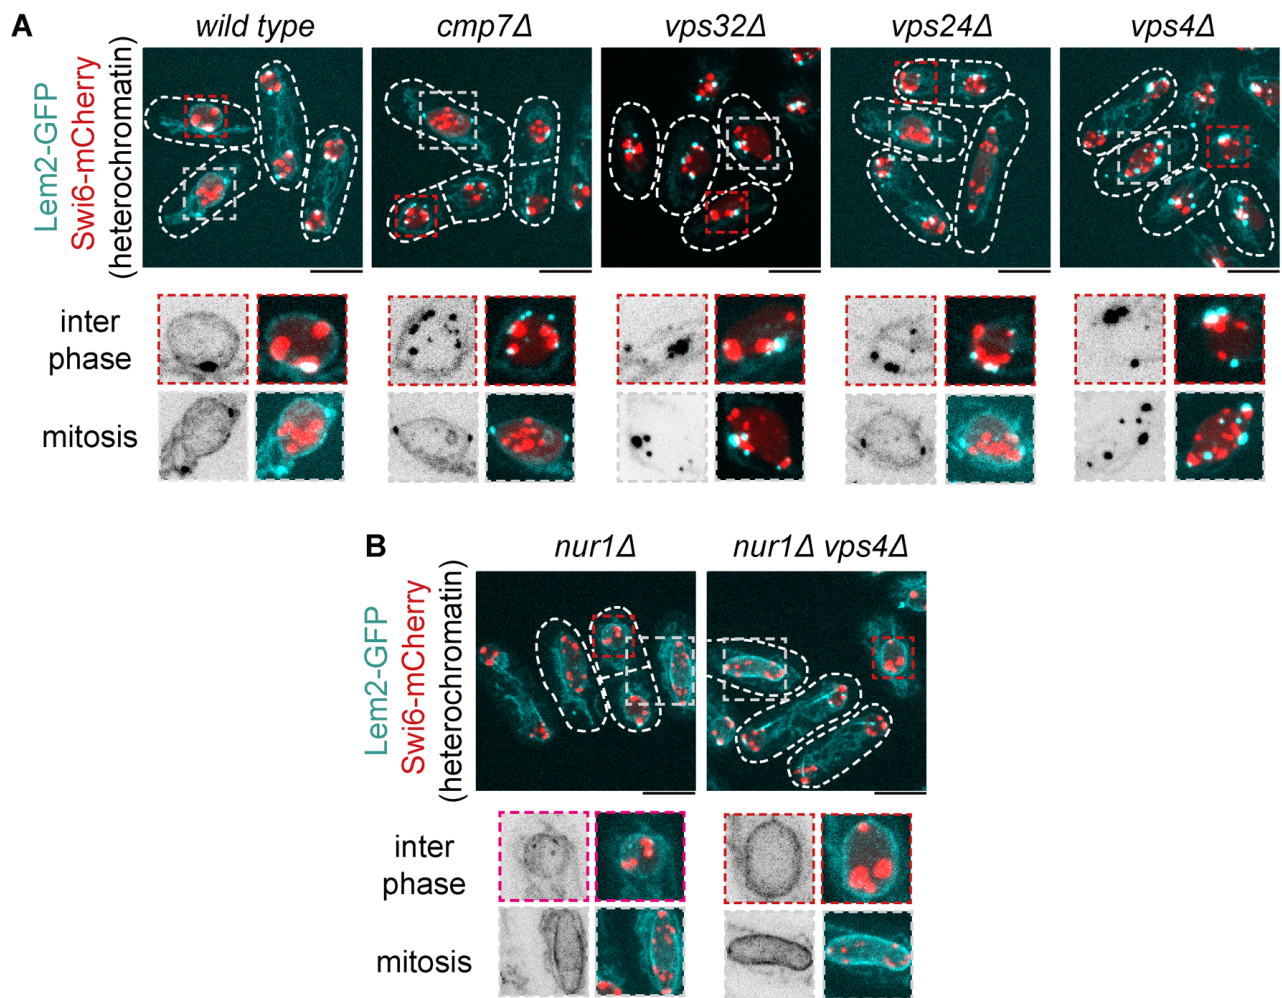 A
wild type
cmp7Δ
vps32Δ
vps24Δ
vps4Δ
Lem2-GFP
Swi6-mCherry
(heterochromatin)
inter
phase
mitosis
B
nur1Δ
nur1Δ vps4Δ
Lem2-GFP
Swi6-mCherry
(heterochromatin)
inter
phase
mitosis